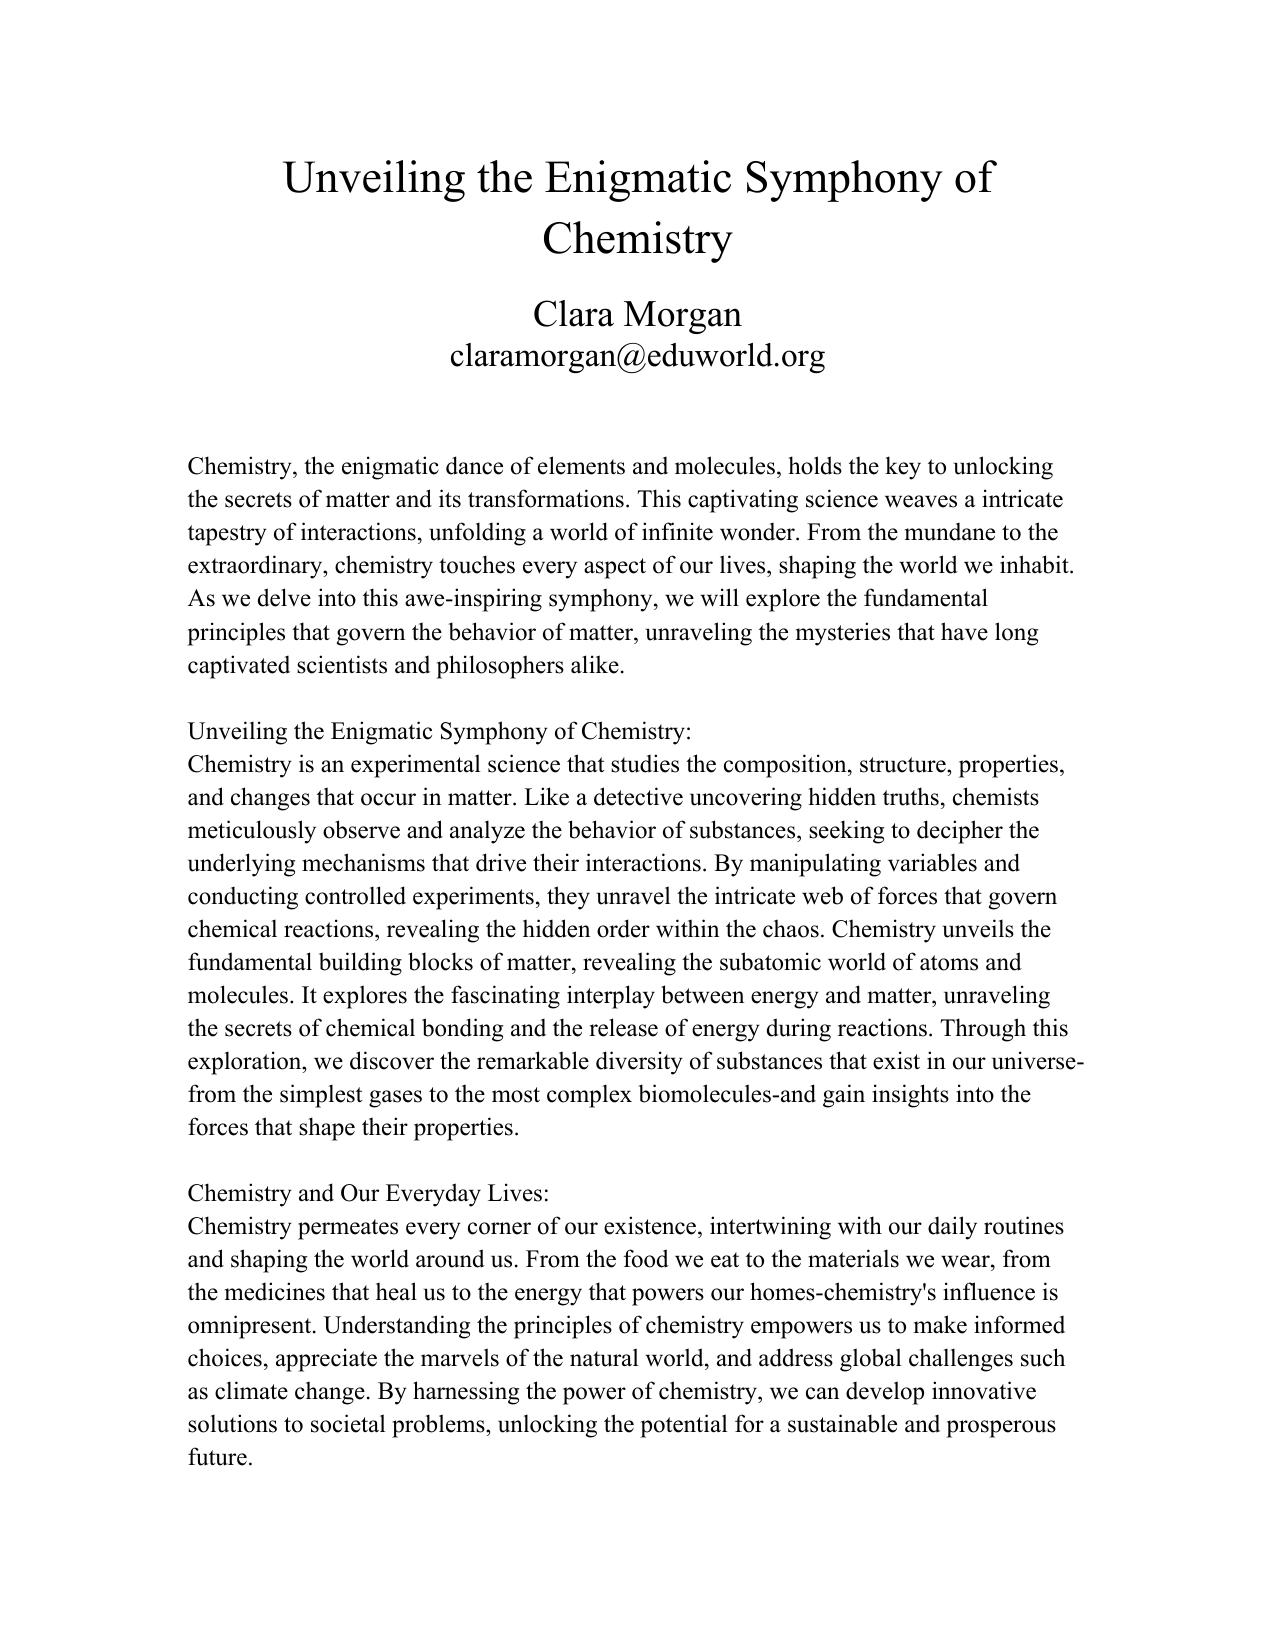 Unveiling the Enigmatic Symphony of
Chemistry
Clara Morgan
claramorgan@eduworld.org
Chemistry, the enigmatic dance of elements and molecules, holds the key to unlocking
the secrets of matter and its transformations. This captivating science weaves a intricate
tapestry of interactions, unfolding a world of infinite wonder. From the mundane to the
extraordinary, chemistry touches every aspect of our lives, shaping the world we inhabit.
As we delve into this awe-inspiring symphony, we will explore the fundamental
principles that govern the behavior of matter, unraveling the mysteries that have long
captivated scientists and philosophers alike.
Unveiling the Enigmatic Symphony of Chemistry:
Chemistry is an experimental science that studies the composition, structure, properties,
and changes that occur in matter. Like a detective uncovering hidden truths, chemists
meticulously observe and analyze the behavior of substances, seeking to decipher the
underlying mechanisms that drive their interactions. By manipulating variables and
conducting controlled experiments, they unravel the intricate web of forces that govern
chemical reactions, revealing the hidden order within the chaos. Chemistry unveils the
fundamental building blocks of matter, revealing the subatomic world of atoms and
molecules. It explores the fascinating interplay between energy and matter, unraveling
the secrets of chemical bonding and the release of energy during reactions. Through this
exploration, we discover the remarkable diversity of substances that exist in our universe-
from the simplest gases to the most complex biomolecules-and gain insights into the
forces that shape their properties.
Chemistry and Our Everyday Lives:
Chemistry permeates every corner of our existence, intertwining with our daily routines
and shaping the world around us. From the food we eat to the materials we wear, from
the medicines that heal us to the energy that powers our homes-chemistry's influence is
omnipresent. Understanding the principles of chemistry empowers us to make informed
choices, appreciate the marvels of the natural world, and address global challenges such
as climate change. By harnessing the power of chemistry, we can develop innovative
solutions to societal problems, unlocking the potential for a sustainable and prosperous
future.